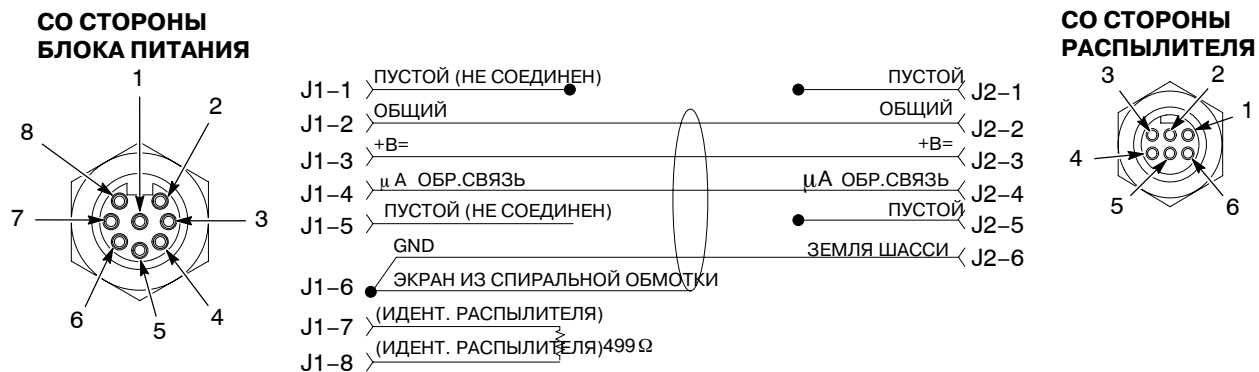 СО СТОРОНЫ
БЛОКА ПИТАНИЯ
1
2
3
4
5
6
7
8
J1–1 ПУСТОЙ (НЕ СОЕДИНЕН) ПУСТОЙ J2–1
J1–2 ОБЩИЙ ОБЩИЙ J2–2
J1–3 +В= +В= J2–3
J1–4 μ А ОБР.СВЯЗЬ μА ОБР.СВЯЗЬ J2–4
J1–5 ПУСТОЙ (НЕ СОЕДИНЕН) ПУСТОЙ J2–5
GND ЗЕМЛЯ ШАССИ J2–6
J1–6 ЭКРАН ИЗ СПИРАЛЬНОЙ ОБМОТКИ
J1–7 (ИДЕНТ. РАСПЫЛИТЕЛЯ)
J1–8 (ИДЕНТ. РАСПЫЛИТЕЛЯ) 499 Ω
СО СТОРОНЫ
РАСПЫЛИТЕЛЯ
3
2
1
4
5
6